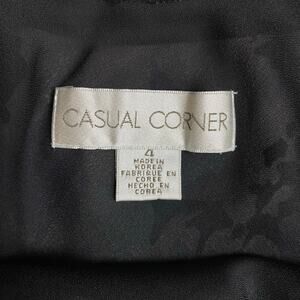 CASUAL CORNER
4
MADE IN
KOREA
FABRIQUE EN
COREE
HECHO EN
COREA